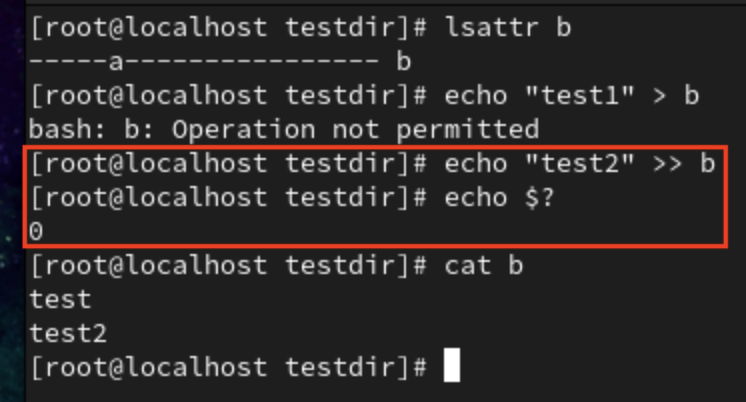 [root@localhost testdir]# lsattr b
-----a---------------- b
[root@localhost testdir]# echo "test1" > b
bash: b: Operation not permitted
[root@localhost testdir]# echo "test2" >> b
[root@localhost testdir]# echo $?
0
[root@localhost testdir]# cat b
test
test2
[root@localhost testdir]#